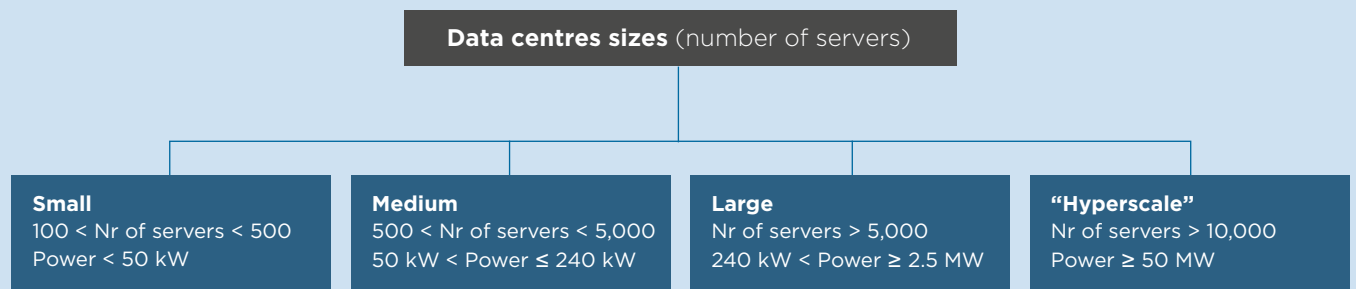 Data centres sizes (number of servers)
Small
100 < Nr of servers < 500
Power < 50 kW
Medium
500 < Nr of servers < 5,000
50 kW < Power ≤ 240 kW
Large
Nr of servers > 5,000
240 kW < Power ≥ 2.5 MW
“Hyperscale”
Nr of servers > 10,000
Power ≥ 50 MW